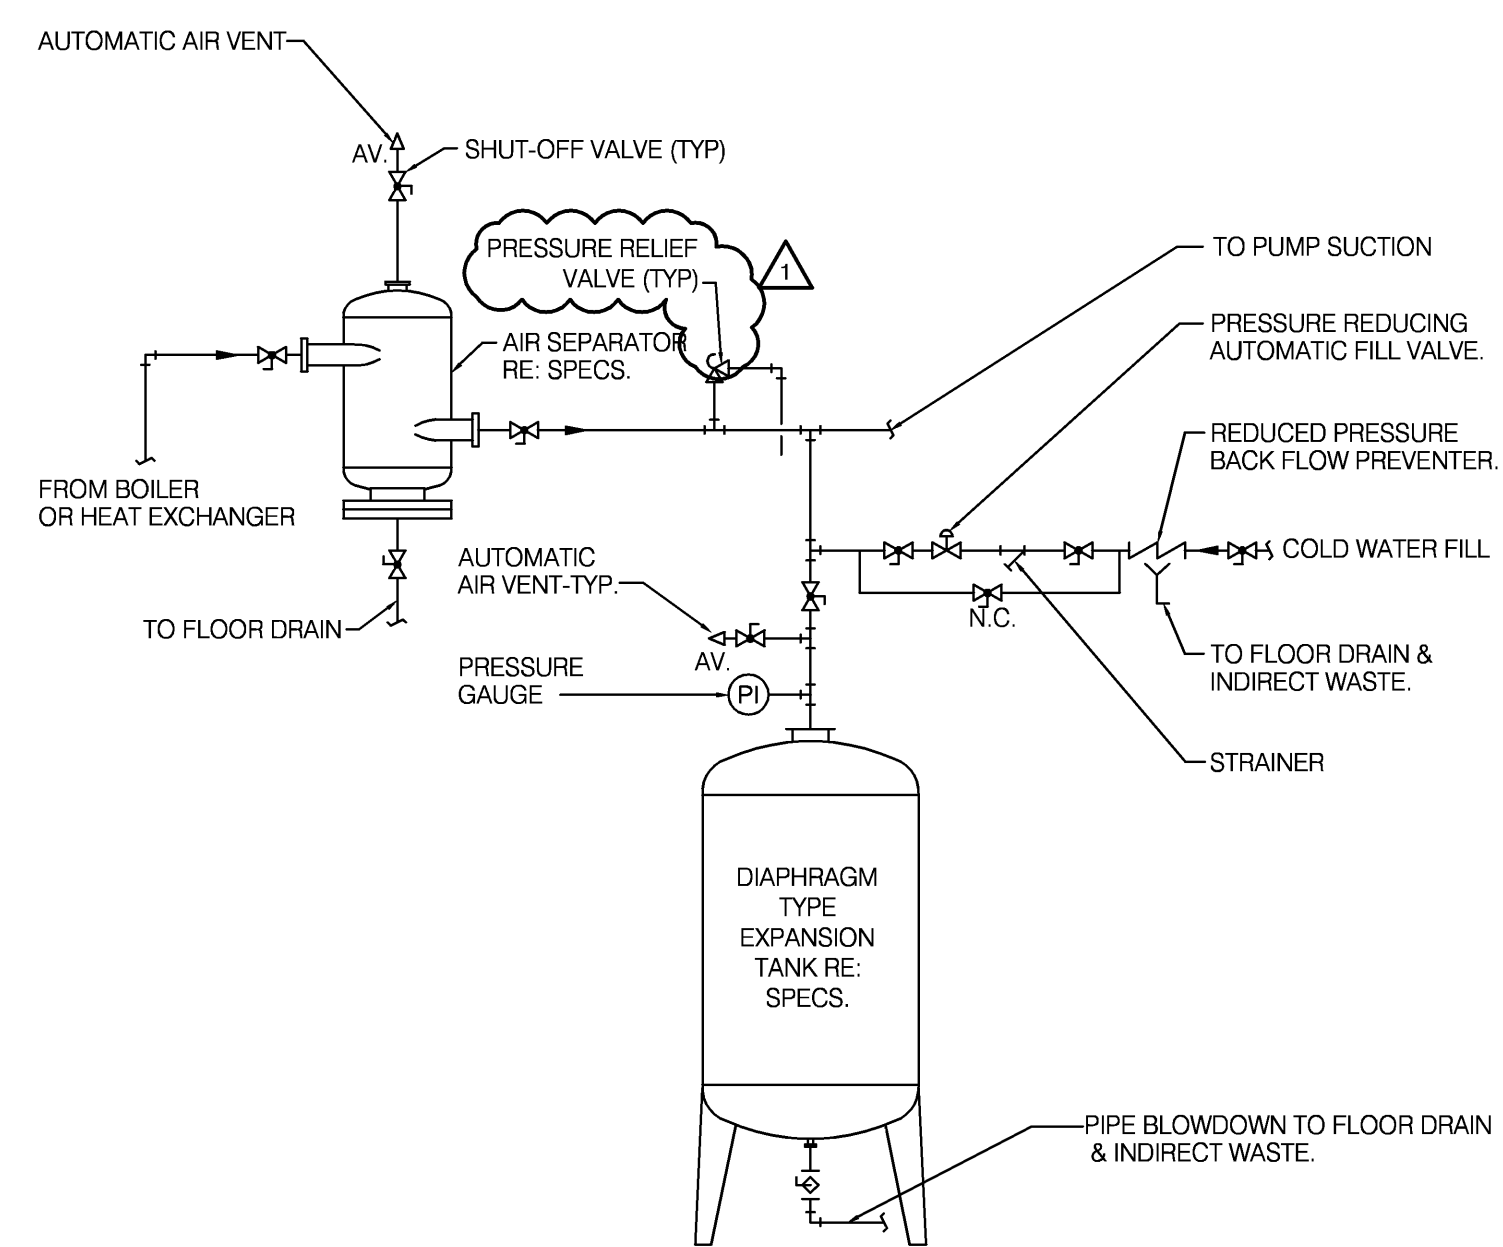 AUTOMATIC AIR VENT
AV.
SHUT-OFF VALVE (TYP)
PRESSURE RELIEF
VALVE (TYP)
1
TO PUMP SUCTION
PRESSURE REDUCING
AUTOMATIC FILL VALVE.
AIR SEPARATOR
RE: SPECS.
REDUCED PRESSURE
BACK FLOW PREVENTER.
FROM BOILER
OR HEAT EXCHANGER
COLD WATER FILL
AUTOMATIC
AIR VENT-TYP.
N.C.
TO FLOOR DRAIN
AV.
TO FLOOR DRAIN &
INDIRECT WASTE.
PRESSURE
GAUGE
PI
STRAINER
DIAPHRAGM
TYPE
EXPANSION
TANK RE:
SPECS.
PIPE BLOWDOWN TO FLOOR DRAIN
& INDIRECT WASTE.